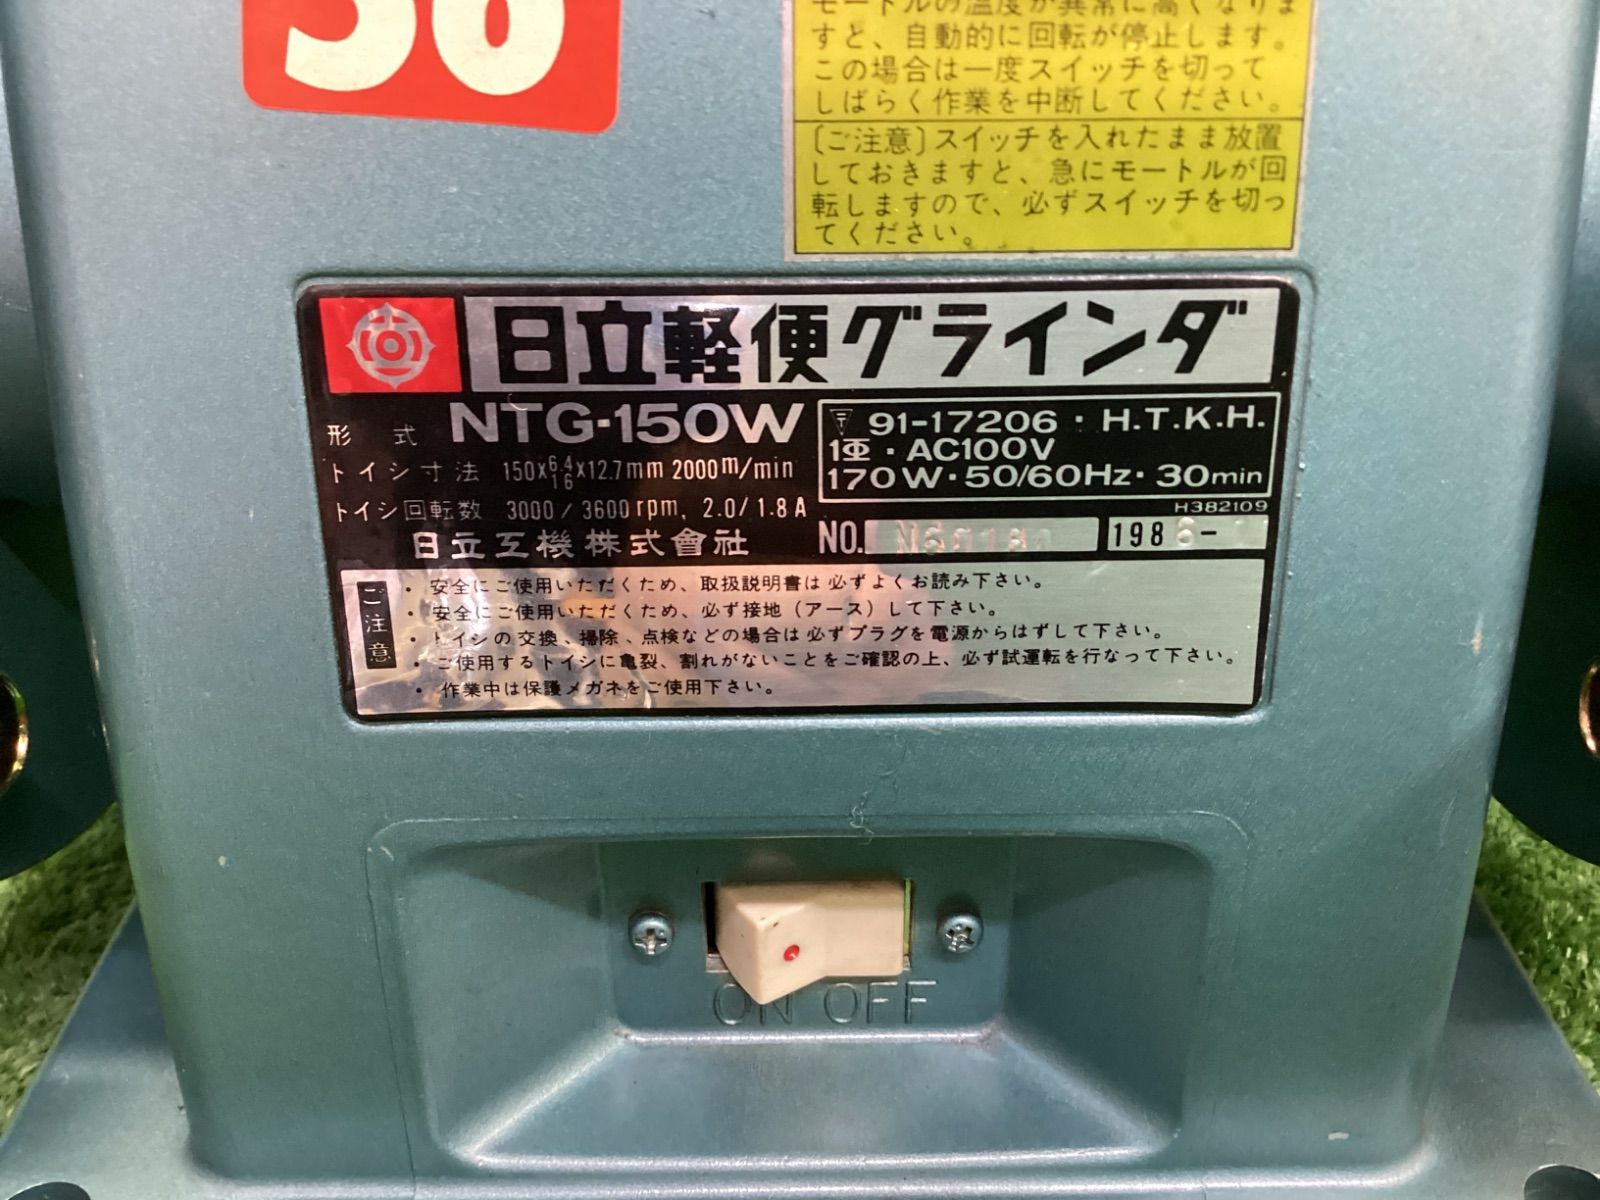 モートルの温度が異常に高くなりま
すと、自動的に回転が停止します。
この場合は一度スイッチを切って
しばらく作業を中断してください。
〔ご注意〕スイッチを入れたまま放置
しておきますと、急にモートルが回
転しますので、必ずスイッチを切っ
てください。
日立軽便グラインダ
形式 NTG-150W
トイシ寸法 150×6.4/16×12.7mm 2000m/min
トイシ回転数 3000/3600rpm, 2.0/1.8A
日立工機株式會社
〒 91-17206・H.T.K.H.
1Φ・AC100V
170W・50/60Hz・30min
H382109
NO.
1986-
ご注意
・安全にご使用いただくため、取扱説明書は必ずよくお読み下さい。
・安全にご使用いただくため、必ず接地(アース)して下さい。
・トイシの交換、掃除、点検などの場合は必ずプラグを電源からはずして下さい。
・ご使用するトイシに亀裂、割れがないことをご確認の上、必ず試運転を行なって下さい。
・作業中は保護メガネをご使用下さい。
ON OFF